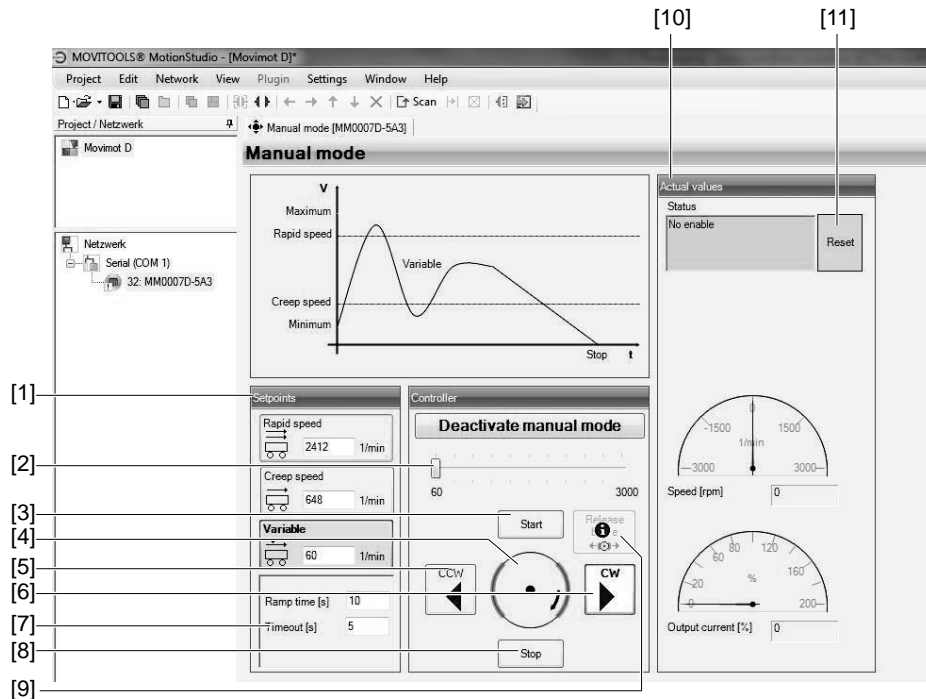 [10] [11]
MOVITOOLS® MotionStudio - [Movimot D]*
Project Edit Network View Plugin Settings Window Help
Scan
Project / Netzwerk
Manual mode [MM0007D-5A3]
Movimot D
Manual mode
V
Maximum
Rapid speed
Variable
Creep speed
Minimum
Stop t
Actual values
Status
No enable
Reset
Netzwerk
Serial (COM 1)
32: MM0007D-5A3
[1]
[2]
[3]
[4]
[5]
[6]
[7]
[8]
[9]
Setpoints
Rapid speed
2412 1/min
Creep speed
648 1/min
Variable
60 1/min
Ramp time [s] 10
Timeout [s] 5
Controller
Deactivate manual mode
60 3000
Start
Release
CCW
CW
Stop
0
-1500 1500
1/min
-3000 3000
Speed [rpm] 0
80 120
60 160
%
20
0 200
Output current [%] 0